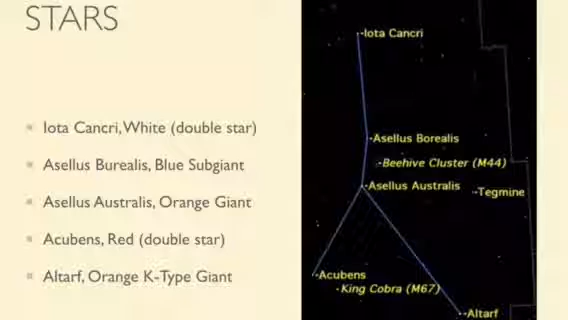 STARS
Iota Cancri, White (double star)
Asellus Burealis, Blue Subgiant
Asellus Australis, Orange Giant
Acubens, Red (double star)
Altarf, Orange K-Type Giant
Iota Cancri
Asellus Borealis
Beehive Cluster (M44)
Asellus Australis
Tegmine
Acubens
King Cobra (M67)
Altarf